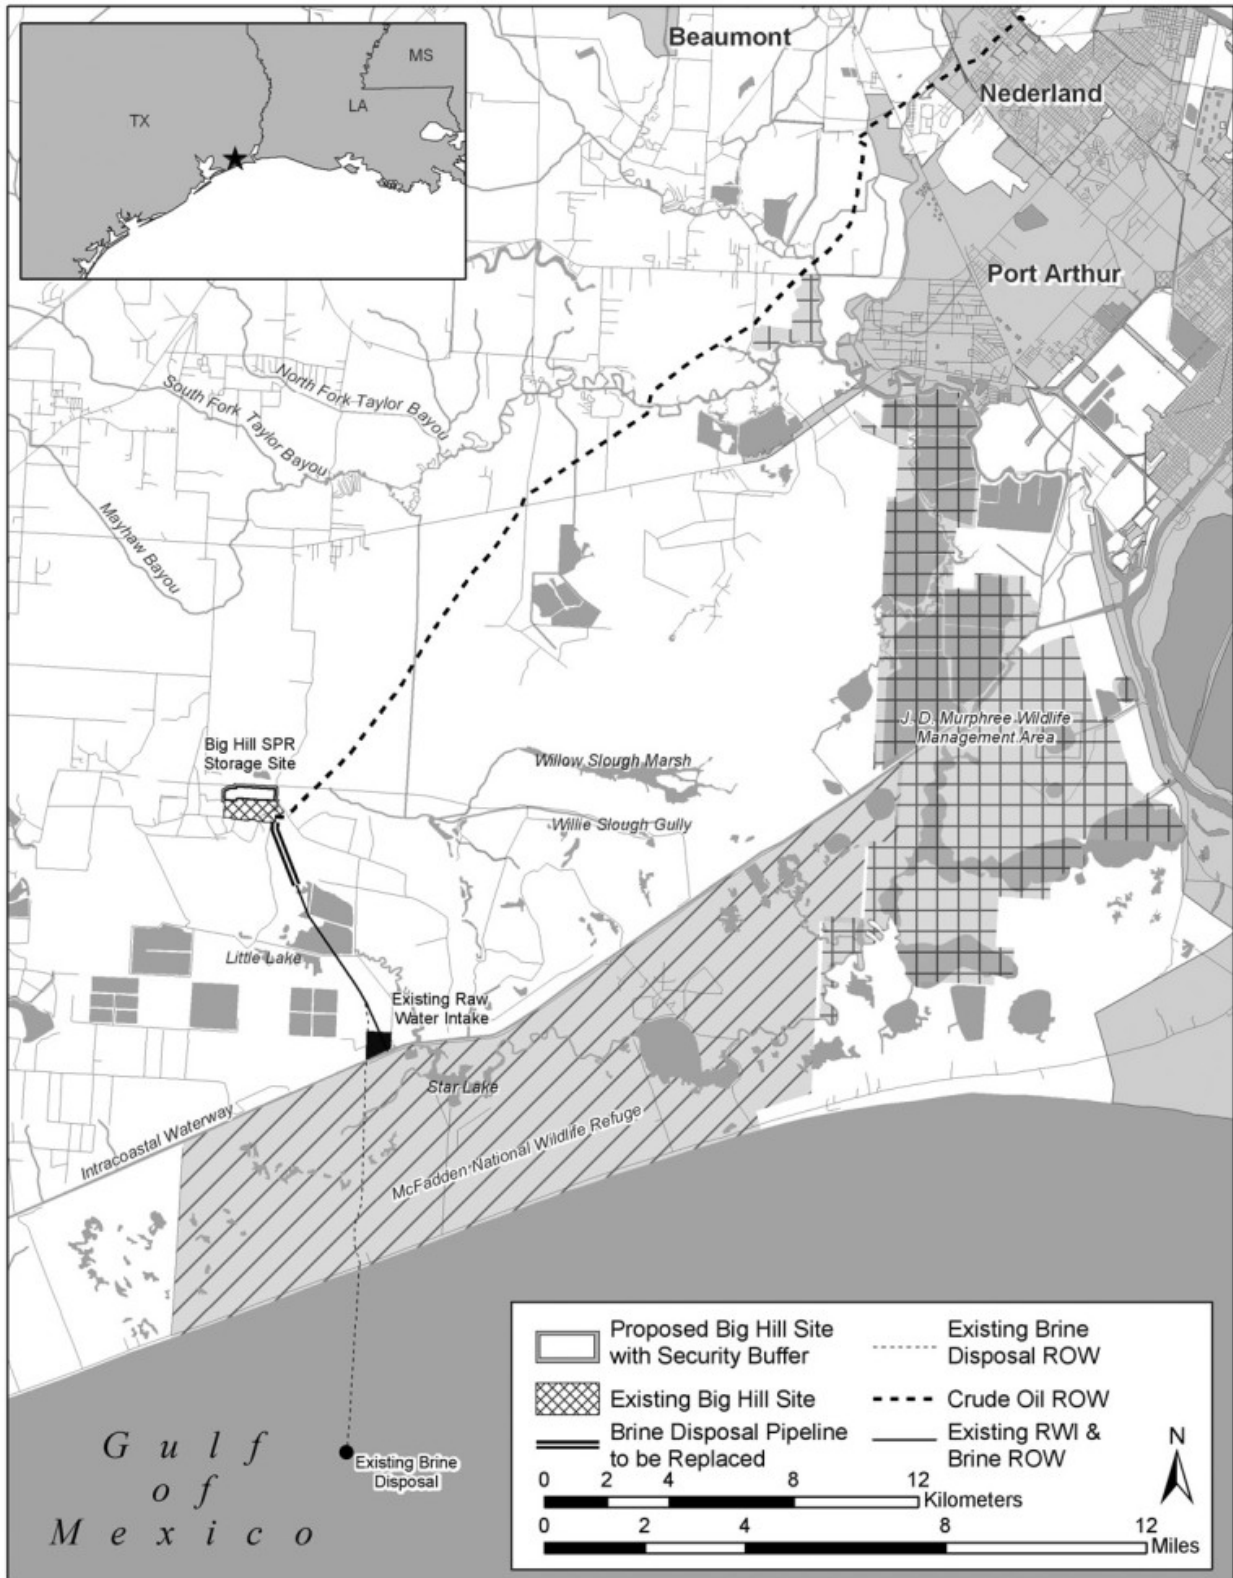 Beaumont
MS
TX
LA
Nederland
Port Arthur
North Fork Taylor Bayou
South Fork Taylor Bayou
Mayhaw Bayou
Big Hill SPR
Storage Site
Willow Slough Marsh
J. D. Murphree Wildlife
Management Area
Willie Slough Gully
Little Lake
Existing Raw
Water Intake
Star Lake
Intracoastal Waterway
McFadden National Wildlife Refuge
Gulf
of
Mexico
Existing Brine
Disposal
Proposed Big Hill Site
with Security Buffer
Existing Big Hill Site
Brine Disposal Pipeline
to be Replaced
Existing Brine
Disposal ROW
Crude Oil ROW
Existing RWI &
Brine ROW
N
0 2 4 8 12
Kilometers
0 2 4 8 12
Miles